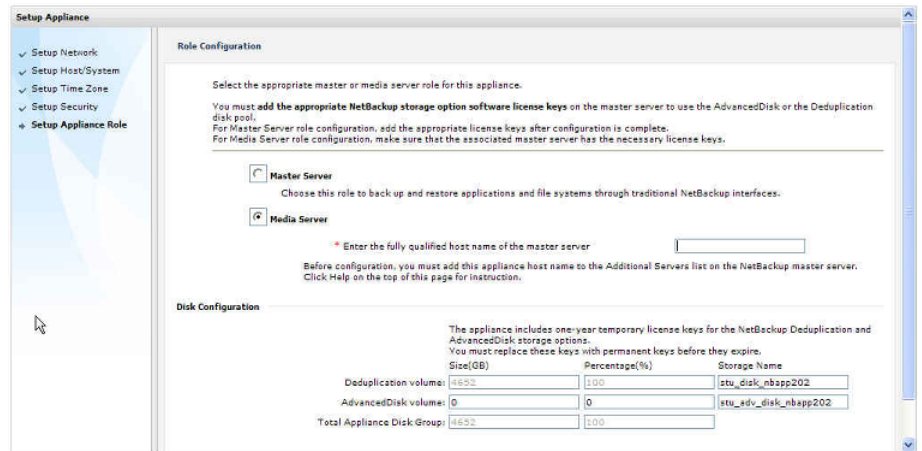 Setup Appliance
Setup Network
Setup Host/System
Setup Time Zone
Setup Security
Setup Appliance Role
Role Configuration
Select the appropriate master or media server role for this appliance.
You must add the appropriate NetBackup storage option software license keys on the master server to use the AdvancedDisk or the Deduplication
disk pool.
For Master Server role configuration, add the appropriate license keys after configuration is complete.
For Media Server role configuration, make sure that the associated master server has the necessary license keys.
Master Server
Choose this role to back up and restore applications and file systems through traditional NetBackup interfaces.
Media Server
* Enter the fully qualified host name of the master server
Before configuration, you must add this appliance host name to the Additional Servers list on the NetBackup master server.
Click Help on the top of this page for instruction.
Disk Configuration
The appliance includes one-year temporary license keys for the NetBackup Deduplication and
AdvancedDisk storage options.
You must replace these keys with permanent keys before they expire.
Size(GB) Percentage(%) Storage Name
Deduplication volume: 4652 100 stu_disk_nbapp202
AdvancedDisk volume: 0 0 stu_adv_disk_nbapp202
Total Appliance Disk Group: 4652 100